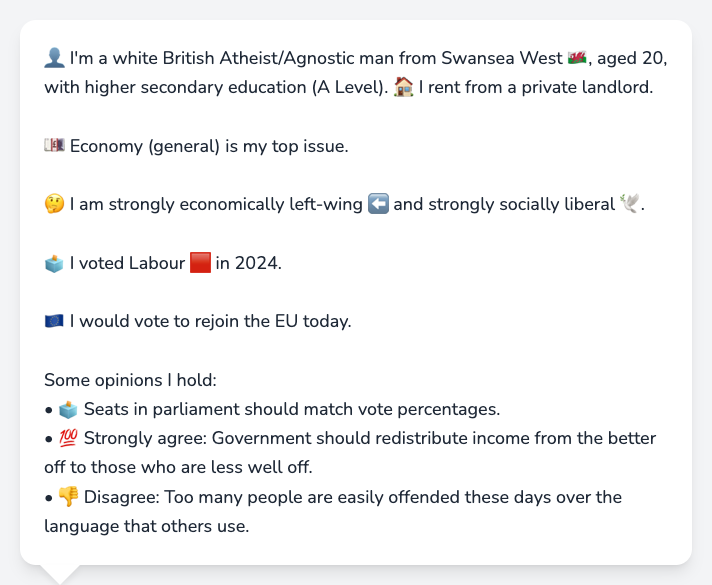 👤 I'm a white British Atheist/Agnostic man from Swansea West 🏴󠁧󠁢󠁷󠁬󠁳󠁿, aged 20,
with higher secondary education (A Level). 🏠 I rent from a private landlord.
💷 Economy (general) is my top issue.
🤔 I am strongly economically left-wing ⬅️ and strongly socially liberal 🕊️.
🗳️ I voted Labour 🟥 in 2024.
🇪🇺 I would vote to rejoin the EU today.
Some opinions I hold:
• 🗳️ Seats in parliament should match vote percentages.
• 💯 Strongly agree: Government should redistribute income from the better
off to those who are less well off.
• 👎 Disagree: Too many people are easily offended these days over the
language that others use.